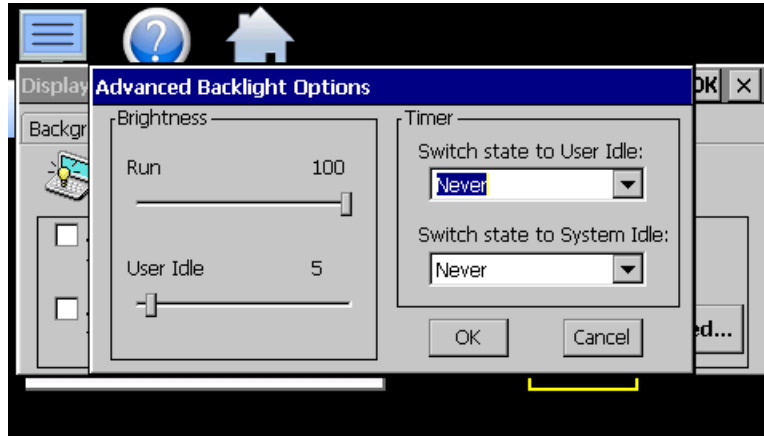 ?
Display
OK ×
Advanced Backlight Options
Backgr
Brightness
Run 100
User Idle 5
Timer
Switch state to User Idle:
Never
Switch state to System Idle:
Never
OK Cancel
ed...